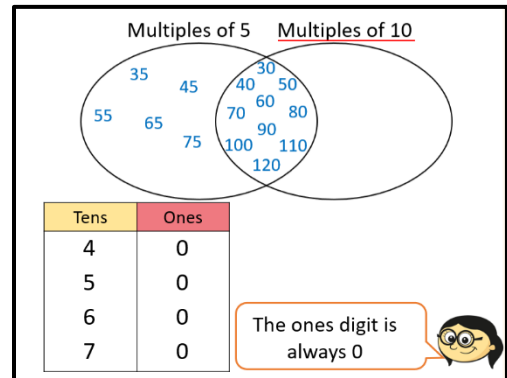 Multiples of 5 Multiples of 10
35 45 30
40 50
55 65 70 60 80
75 90
100 110
120
Tens Ones
4 0
5 0
6 0
7 0
The ones digit is
always 0